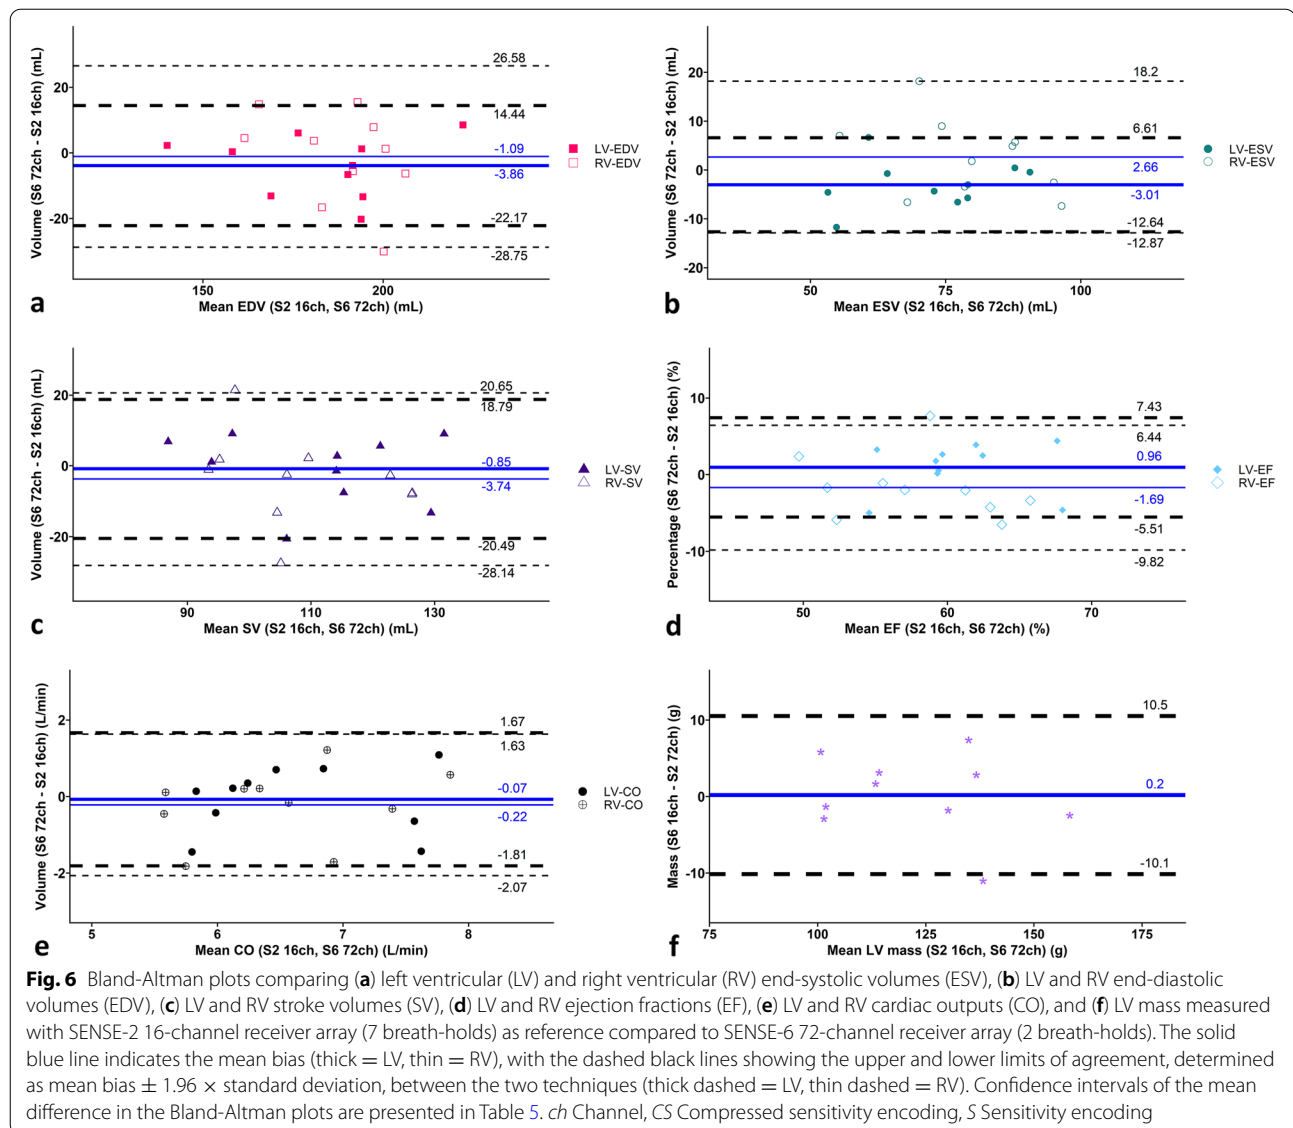 26.58
20
14.44
0
-1.09
-3.86
-20
-22.17
-28.75
150
200
Volume (S6 72ch - S2 16ch) (mL)
Mean EDV (S2 16ch, S6 72ch) (mL)
LV-EDV
RV-EDV
a
20
18.2
10
6.61
2.66
0
-3.01
-10
-12.64
-12.87
-20
50
75
100
Volume (S6 72ch - S2 16ch) (mL)
Mean ESV (S2 16ch, S6 72ch) (mL)
LV-ESV
RV-ESV
b
20
20.65
18.79
0
-0.85
-3.74
-20
-20.49
-28.14
90
110
130
Volume (S6 72ch - S2 16ch) (mL)
Mean SV (S2 16ch, S6 72ch) (mL)
LV-SV
RV-SV
c
10
7.43
6.44
0.96
0
-1.69
-5.51
-10
-9.82
50
60
70
Percentage (S6 72ch - S2 16ch) (%)
Mean EF (S2 16ch, S6 72ch) (%)
LV-EF
RV-EF
d
2
1.67
1.63
0
-0.07
-0.22
-1.81
-2
-2.07
5
6
7
8
Volume (S6 72ch - S2 16ch) (L/min)
Mean CO (S2 16ch, S6 72ch) (L/min)
LV-CO
RV-CO
e
10
10.5
0.2
0
-10.1
-10
75
100
125
150
175
Mass (S6 16ch - S2 72ch) (g)
Mean LV mass (S2 16ch, S6 72ch) (g)
f
Fig. 6 Bland-Altman plots comparing (a) left ventricular (LV) and right ventricular (RV) end-systolic volumes (ESV), (b) LV and RV end-diastolic
volumes (EDV), (c) LV and RV stroke volumes (SV), (d) LV and RV ejection fractions (EF), (e) LV and RV cardiac outputs (CO), and (f) LV mass measured
with SENSE-2 16-channel receiver array (7 breath-holds) as reference compared to SENSE-6 72-channel receiver array (2 breath-holds). The solid
blue line indicates the mean bias (thick = LV, thin = RV), with the dashed black lines showing the upper and lower limits of agreement, determined
as mean bias ± 1.96 × standard deviation, between the two techniques (thick dashed = LV, thin dashed = RV). Confidence intervals of the mean
difference in the Bland-Altman plots are presented in Table 5. ch Channel, CS Compressed sensitivity encoding, S Sensitivity encoding